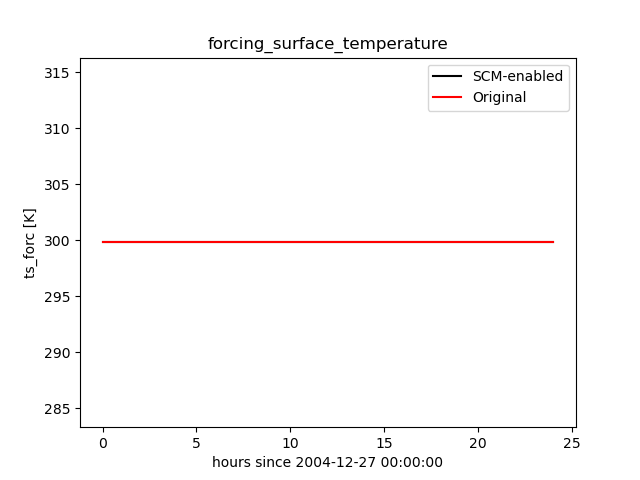 forcing_surface_temperature
SCM-enabled
Original
ts_forc [K]
315
310
305
300
295
290
285
0 5 10 15 20 25
hours since 2004-12-27 00:00:00